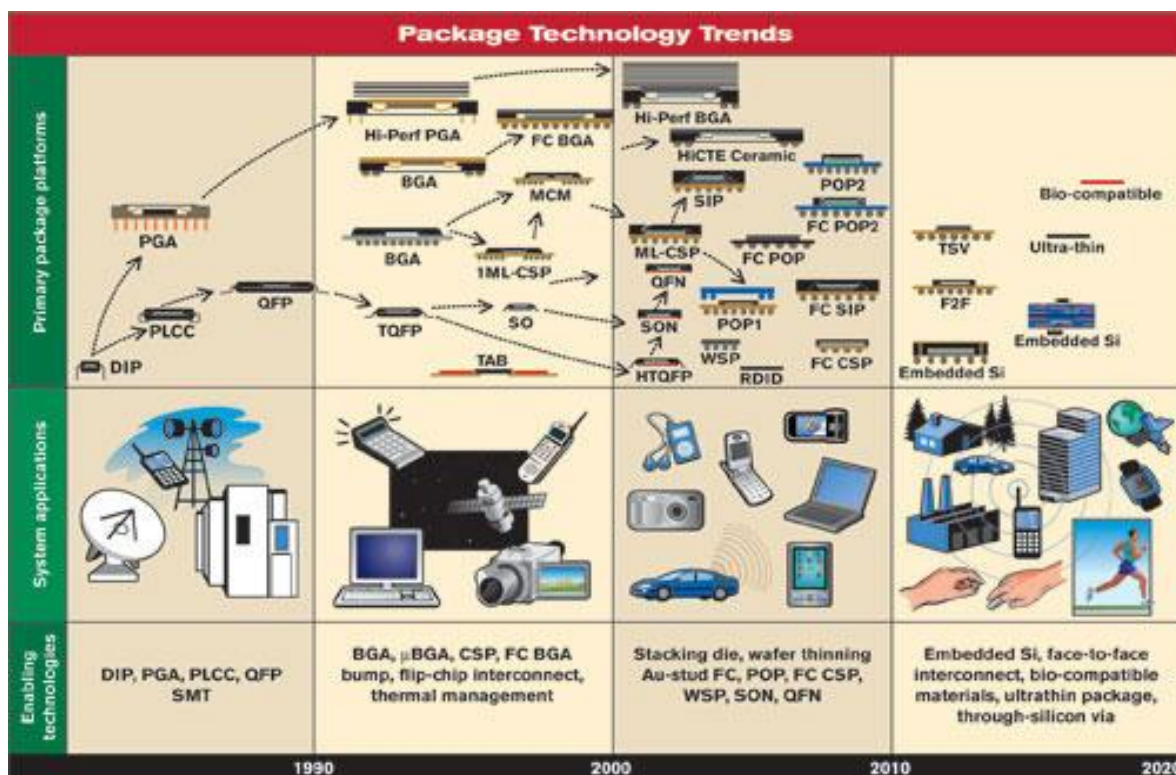 Package Technology Trends
Primary package platforms
Hi-Perf PGA
FC BGA
BGA
MCM
PGA
BGA
1ML-CSP
QFP
PLCC
TQFP
SO
DIP
TAB
Hi-Perf BGA
HiCTE Ceramic
POP2
SIP
FC POP2
ML-CSP
FC POP
QFN
FC SIP
SON
POP1
WSP
FC CSP
HTQFP
RDID
Bio-compatible
TSV
Ultra-thin
F2F
Embedded Si
Embedded Si
System applications
Enabling
technologies
DIP, PGA, PLCC, QFP
SMT
BGA, µBGA, CSP, FC BGA
bump, flip-chip interconnect,
thermal management
Stacking die, wafer thinning
Au-stud FC, POP, FC CSP,
WSP, SON, QFN
Embedded Si, face-to-face
interconnect, bio-compatible
materials, ultrathin package,
through-silicon via
1990
2000
2010